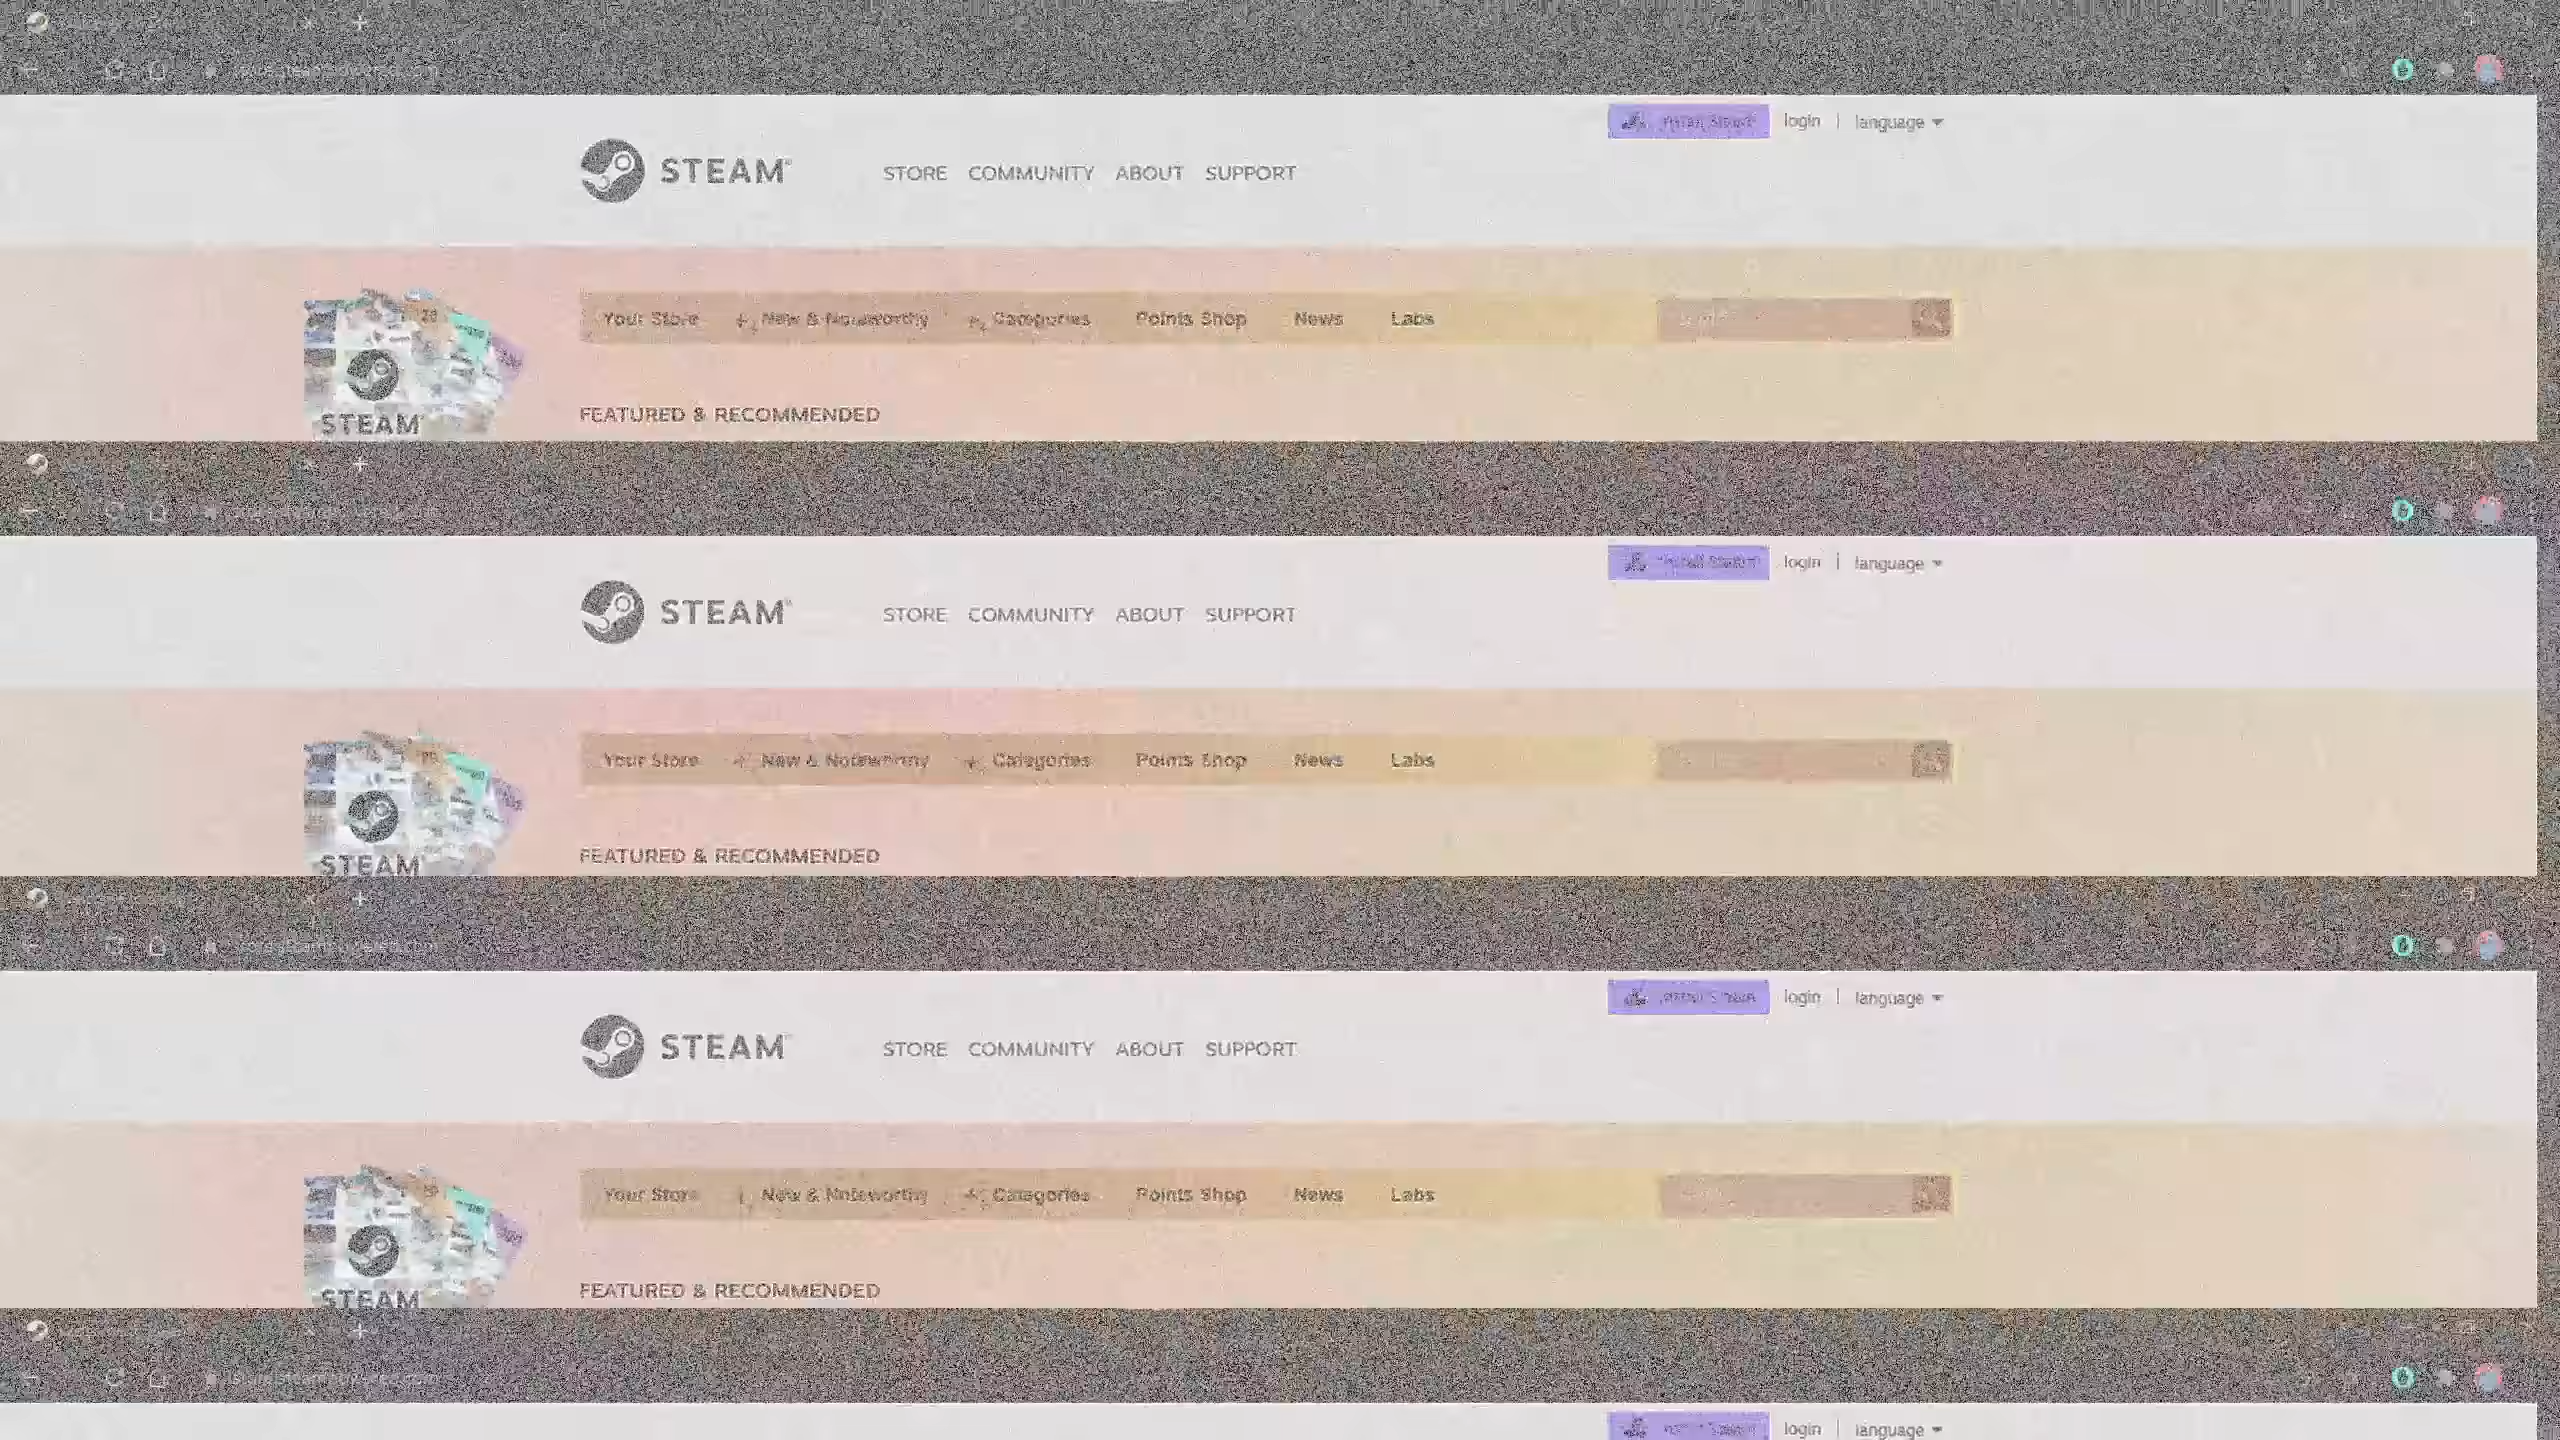 login | language
STEAM
STORE COMMUNITY ABOUT SUPPORT
Your Store New & Noteworthy Categories Points Shop News Labs
STEAM
FEATURED & RECOMMENDED
login | language
STEAM
STORE COMMUNITY ABOUT SUPPORT
Your Store New & Noteworthy Categories Points Shop News Labs
FEATURED & RECOMMENDED
STEAM
login | language
STEAM
STORE COMMUNITY ABOUT SUPPORT
Your Store New & Noteworthy Categories Points Shop News Labs
FEATURED & RECOMMENDED
STEAM
login | language